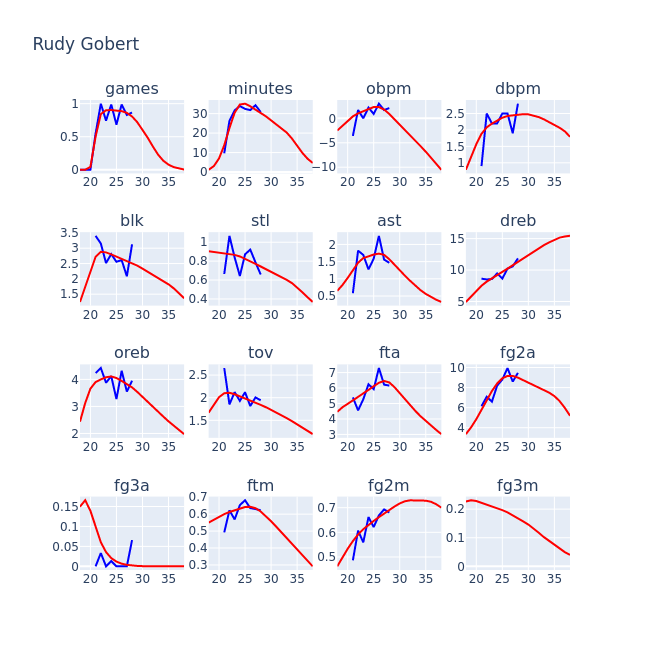 Rudy Gobert
games minutes obpm dbpm
1 0.5 0 20 25 30 35
30 20 10 0 20 25 30 35
0 −5 −10 20 25 30 35
2.5 2 1.5 1 20 25 30 35
blk stl ast dreb
3.5 3 2.5 2 1.5 20 25 30 35
1 0.8 0.6 0.4 20 25 30 35
2 1.5 1 0.5 20 25 30 35
15 10 5 20 25 30 35
oreb tov fta fg2a
4 3 2 20 25 30 35
2.5 2 1.5 20 25 30 35
7 6 5 4 3 20 25 30 35
10 8 6 4 20 25 30 35
fg3a ftm fg2m fg3m
0.15 0.1 0.05 0 20 25 30 35
0.7 0.6 0.5 0.4 0.3 20 25 30 35
0.7 0.6 0.5 20 25 30 35
0.2 0.1 0 20 25 30 35